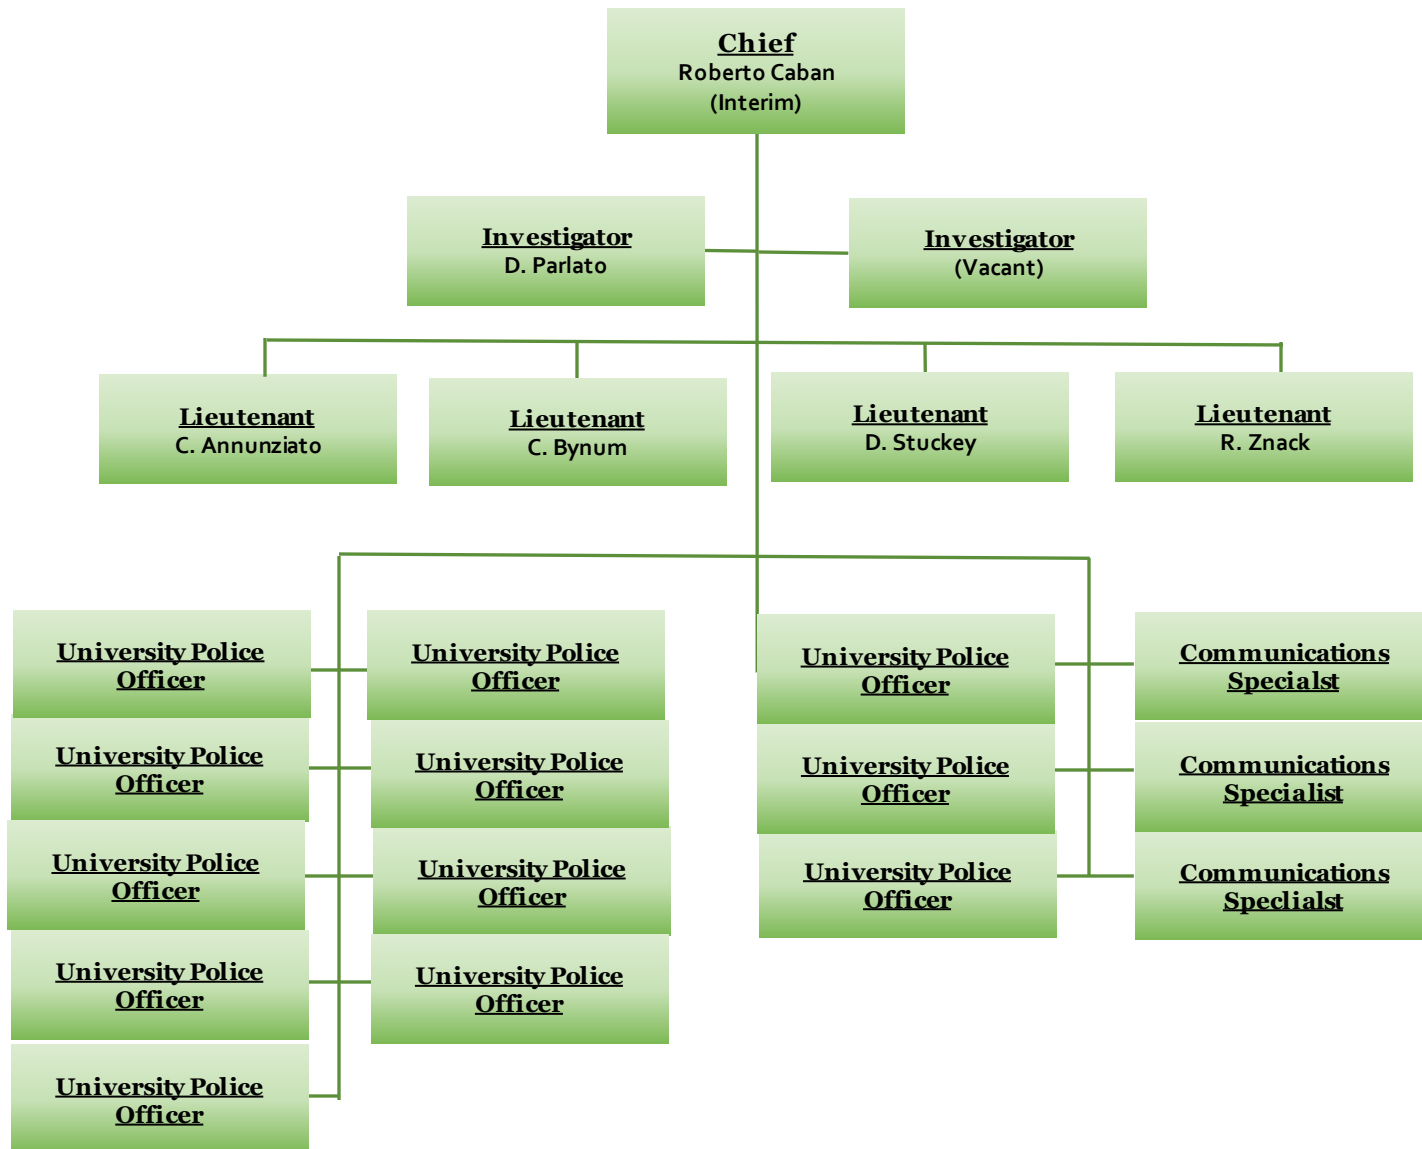 Chief
Roberto Caban
(Interim)
Investigator
D. Parlato
Investigator
(Vacant)
Lieutenant
C. Annunziato
Lieutenant
C. Bynum
Lieutenant
D. Stuckey
Lieutenant
R. Znack
University Police
Officer
University Police
Officer
University Police
Officer
Communications
Specialst
University Police
Officer
University Police
Officer
University Police
Officer
Communications
Specialist
University Police
Officer
University Police
Officer
University Police
Officer
Communications
Speclialst
University Police
Officer
University Police
Officer
University Police
Officer